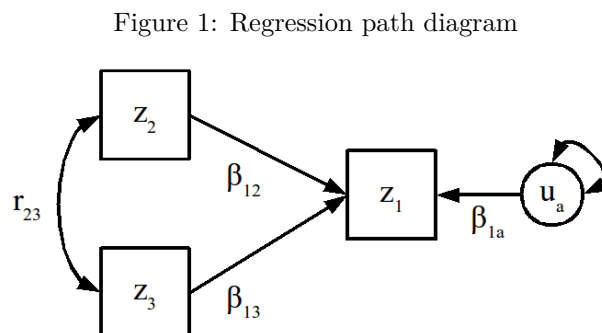 Figure 1: Regression path diagram
z₂
β₁₂
r₂₃
z₁
uₐ
β₁ₐ
z₃
β₁₃